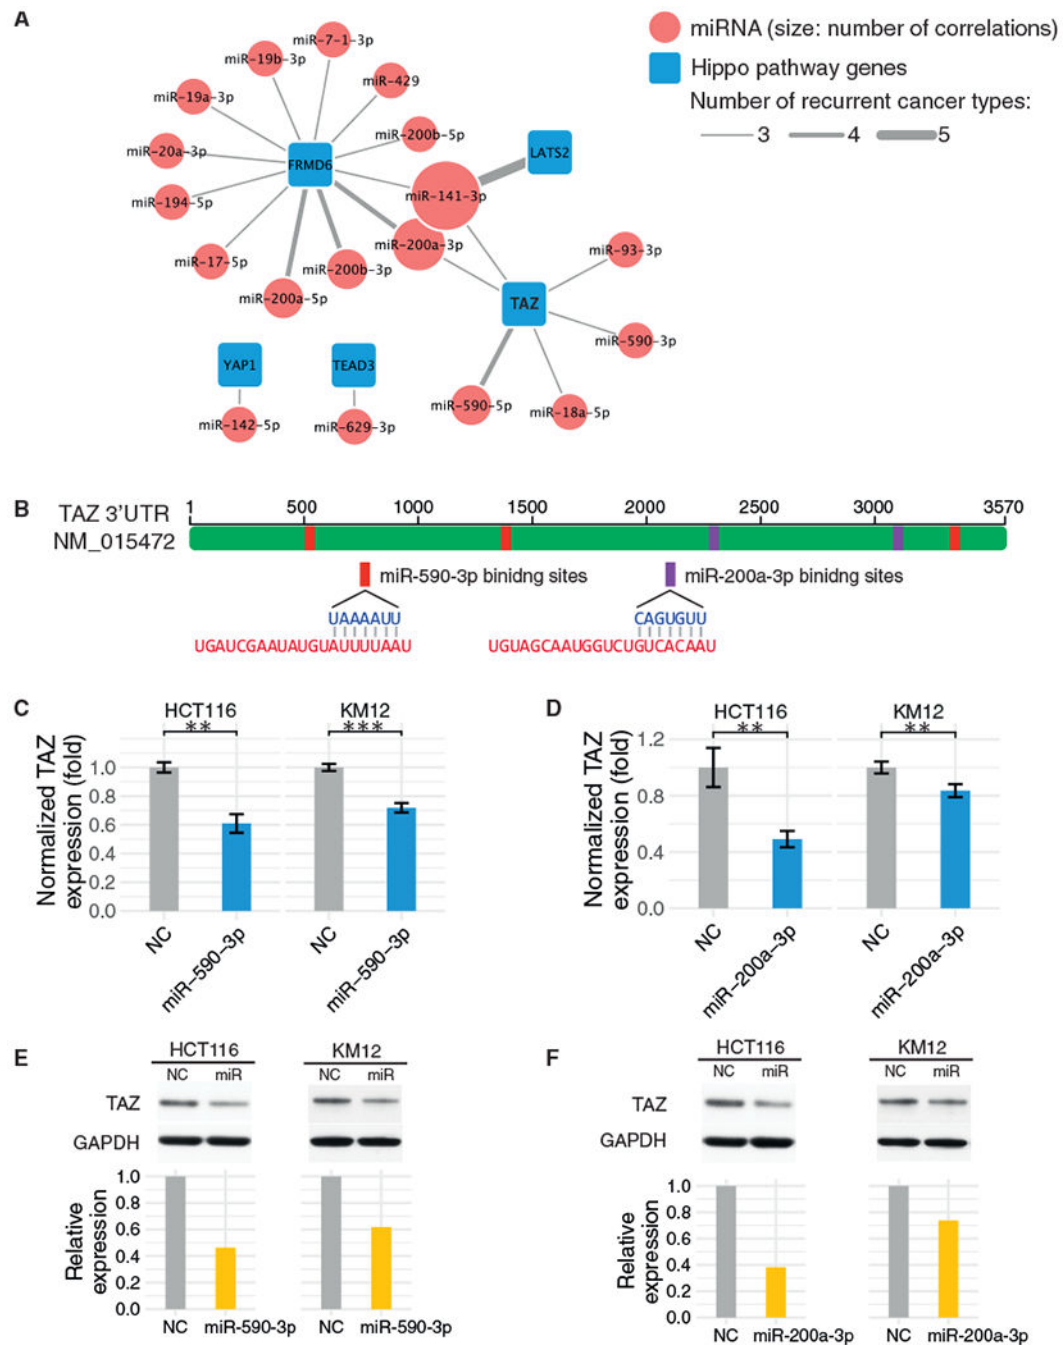 A
miRNA (size: number of correlations)
Hippo pathway genes
Number of recurrent cancer types:
3 4 5
miR-7-1-3p
miR-19b-3p
miR-429
miR-19a-3p
miR-200b-5p
miR-20a-3p
FRMD6
LATS2
miR-194-5p
miR-141-3p
miR-200a-3p
miR-93-3p
miR-17-5p
miR-200b-3p
miR-200a-5p
TAZ
miR-590-3p
YAP1
TEAD3
miR-590-5p
miR-18a-5p
miR-142-5p
miR-629-3p
B
1 500 1000 1500 2000 2500 3000 3570
TAZ 3'UTR
NM_015472
miR-590-3p binidng sites
miR-200a-3p binidng sites
UAAAAUU
CAGUGUU
UGAUCGAAUAUGUAUUUUAAU
UGUAGCAAUGGUCUGUCACAAU
C
HCT116 KM12
** ***
Normalized TAZ
expression (fold)
1.0
0.8
0.6
0.4
0.2
0.0
NC miR-590-3p NC miR-590-3p
D
HCT116 KM12
** **
Normalized TAZ
expression (fold)
1.2
0.8
0.4
0.0
NC miR-200a-3p NC miR-200a-3p
E
HCT116 KM12
NC miR NC miR
TAZ
GAPDH
Relative
expression
1.0
0.8
0.6
0.4
0.2
0.0
NC miR-590-3p NC miR-590-3p
F
HCT116 KM12
NC miR NC miR
TAZ
GAPDH
Relative
expression
1.0
0.8
0.6
0.4
0.2
0.0
NC miR-200a-3p NC miR-200a-3p